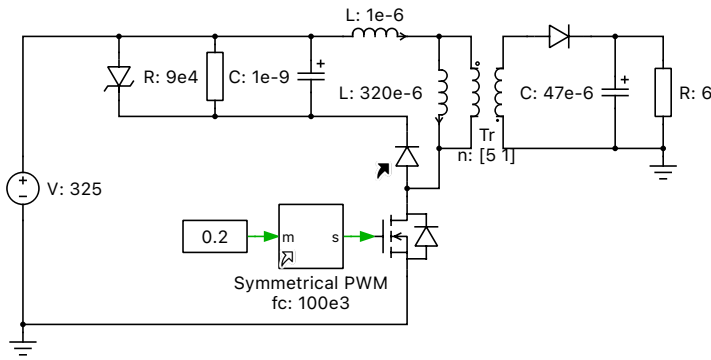 L: 1e-6
R: 9e4
C: 1e-9
L: 320e-6
C: 47e-6
R: 6
Tr
n: [5 1]
V: 325
0.2
m
s
Symmetrical PWM
fc: 100e3